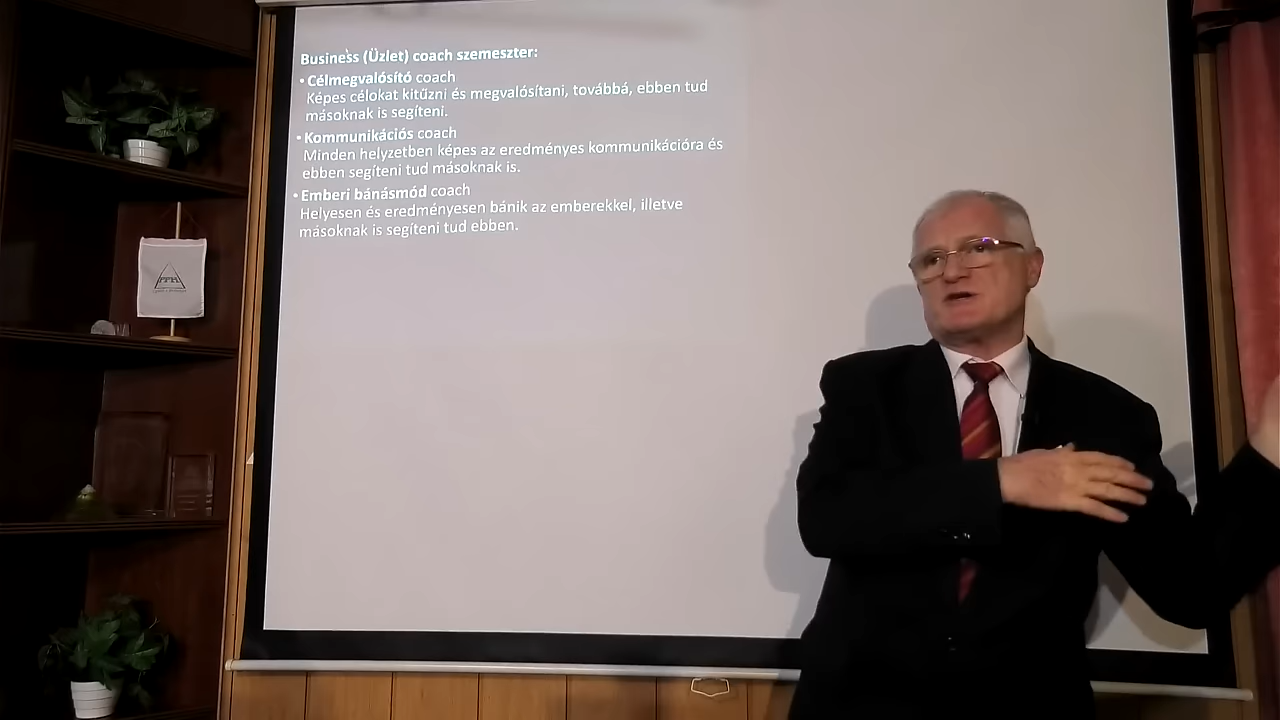 Business (Üzlet) coach szemeszter:
• Célmegvalósító coach
Képes célokat kitűzni és megvalósítani, továbbá, ebben tud
másoknak is segíteni.
• Kommunikációs coach
Minden helyzetben képes az eredményes kommunikációra és
ebben segíteni tud másoknak is.
• Emberi bánásmód coach
Helyesen és eredményesen bánik az emberekkel, illetve
másoknak is segíteni tud ebben.